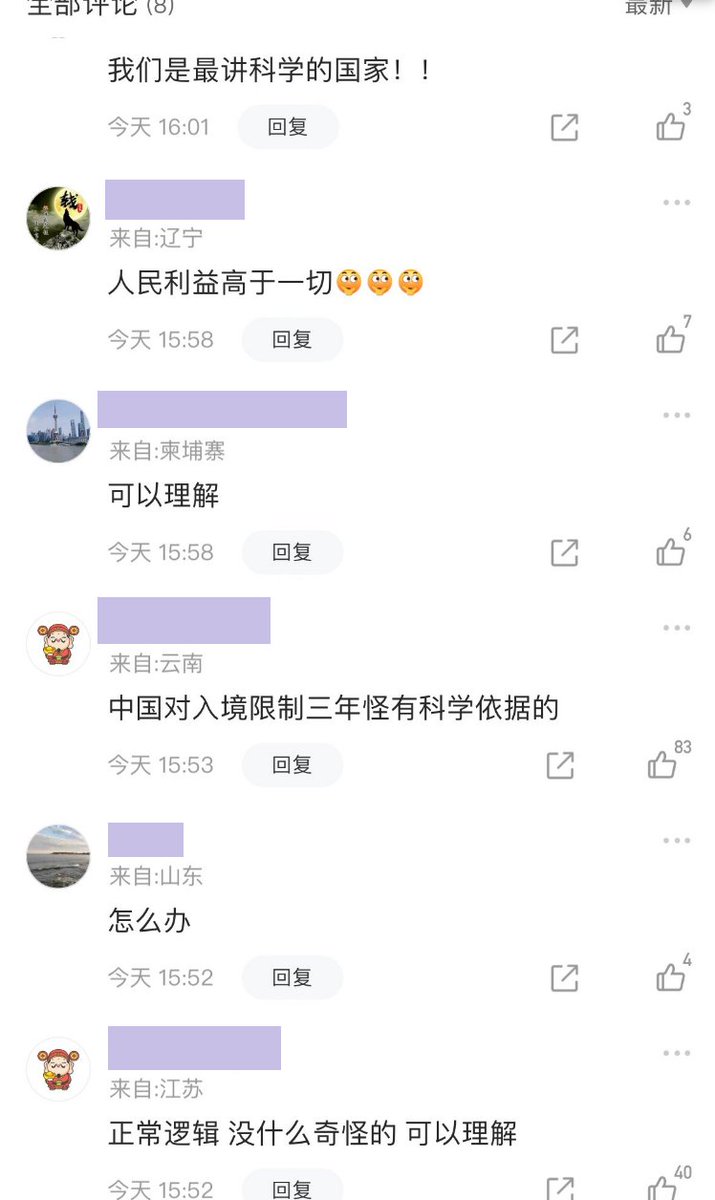 全部评论 (8)
最新
我们是最讲科学的国家！！
今天 16:01
回复
3
来自:辽宁
人民利益高于一切
今天 15:58
回复
7
来自:柬埔寨
可以理解
今天 15:58
回复
6
来自:云南
中国对入境限制三年怪有科学依据的
今天 15:53
回复
83
来自:山东
怎么办
今天 15:52
回复
4
来自:江苏
正常逻辑 没什么奇怪的 可以理解
今天 15:52
回复
40